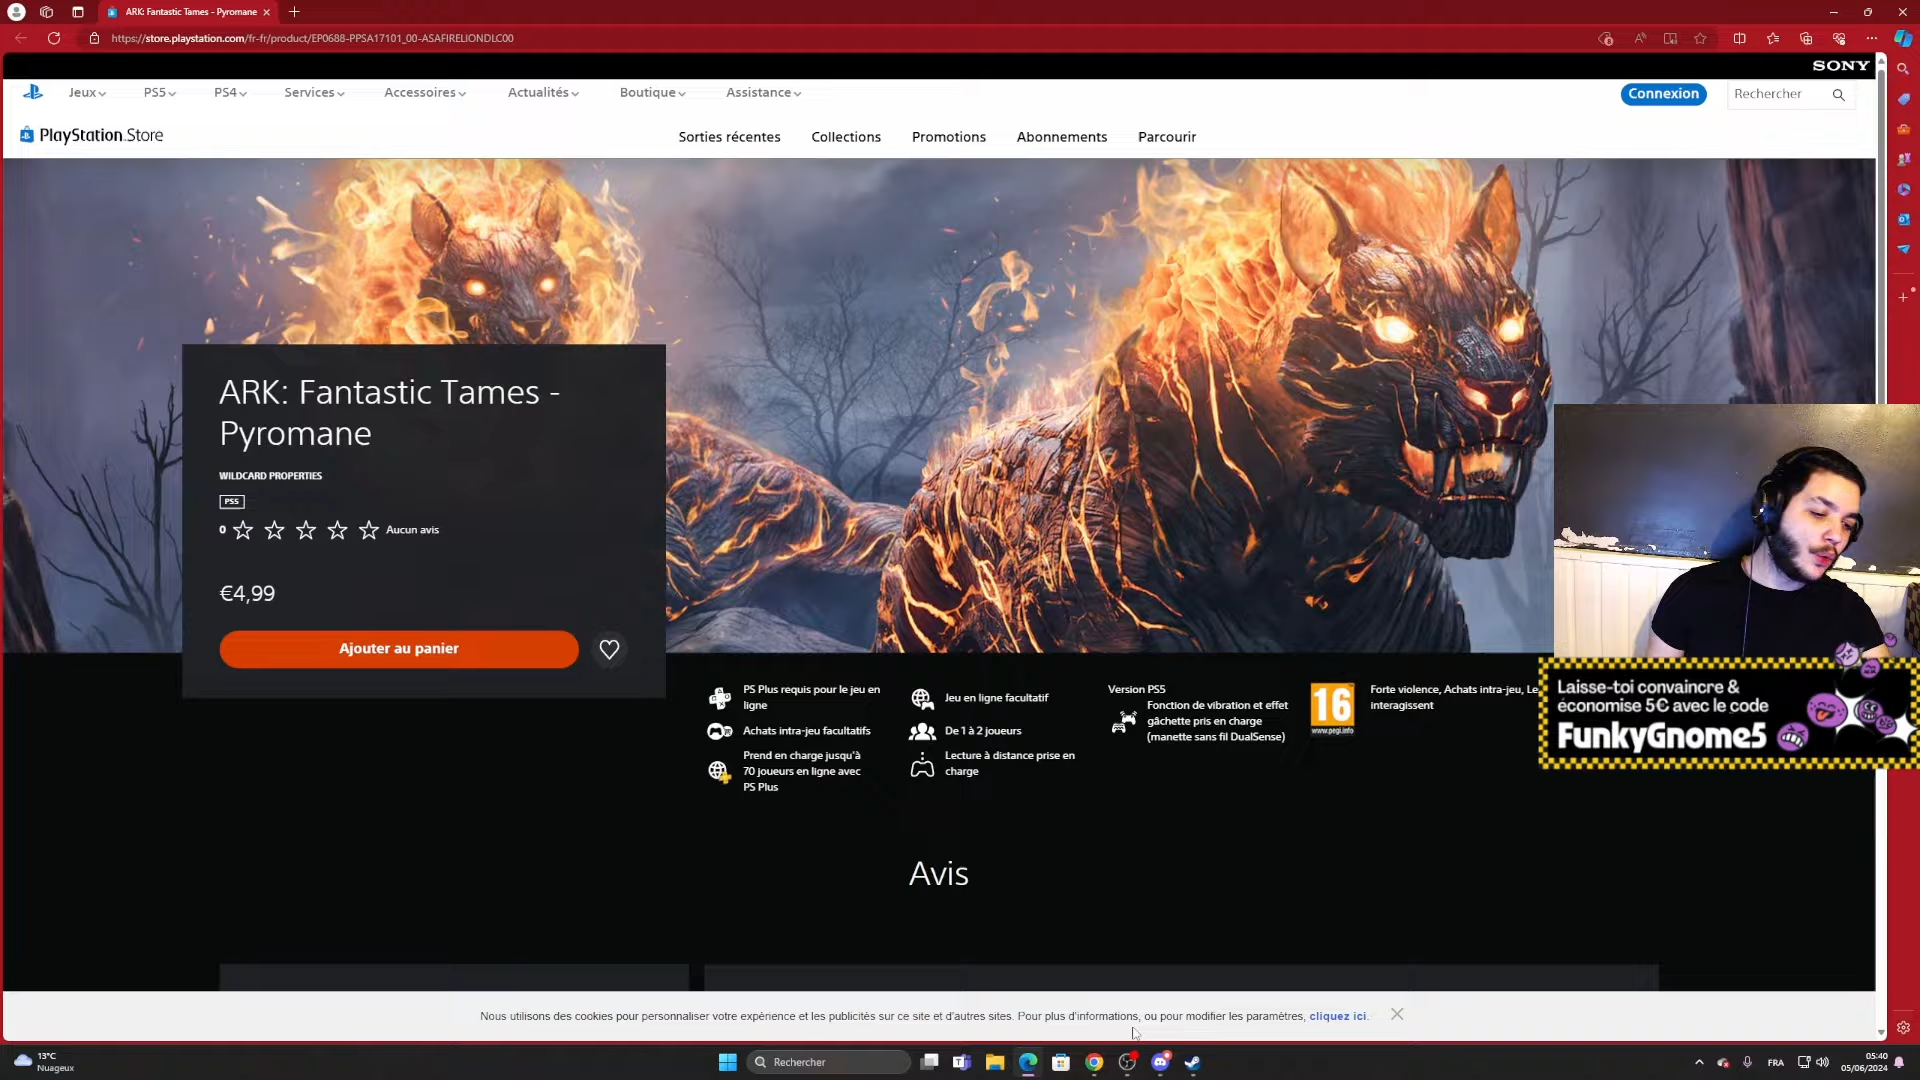 ARK: Fantastic Tames - Pyromane
https://store.playstation.com/fr-fr/product/EP0688-PPSA17101_00-ASAFIRELIONDLC00
SONY
Jeux PS5 PS4 Services Accessoires Actualités Boutique Assistance
Connexion
Rechercher
PlayStation Store
Sorties récentes Collections Promotions Abonnements Parcourir
ARK: Fantastic Tames -
Pyromane
WILDCARD PROPERTIES
PS5
0 Aucun avis
€4,99
Ajouter au panier
PS Plus requis pour le jeu en
ligne
Achats intra-jeu facultatifs
Prend en charge jusqu'à
70 joueurs en ligne avec
PS Plus
Jeu en ligne facultatif
De 1 à 2 joueurs
Lecture à distance prise en
charge
Version PS5
Fonction de vibration et effet
gâchette pris en charge
(manette sans fil DualSense)
16
www.pegi.info
Forte violence, Achats intra-jeu, Le
interagissent
Laisse-toi convaincre &
économise 5€ avec le code
FunkyGnome5
Avis
Nous utilisons des cookies pour personnaliser votre expérience et les publicités sur ce site et d'autres sites. Pour plus d'informations, ou pour modifier les paramètres, cliquez ici.
13°C
Nuageux
Rechercher
FRA
05:40
05/06/2024